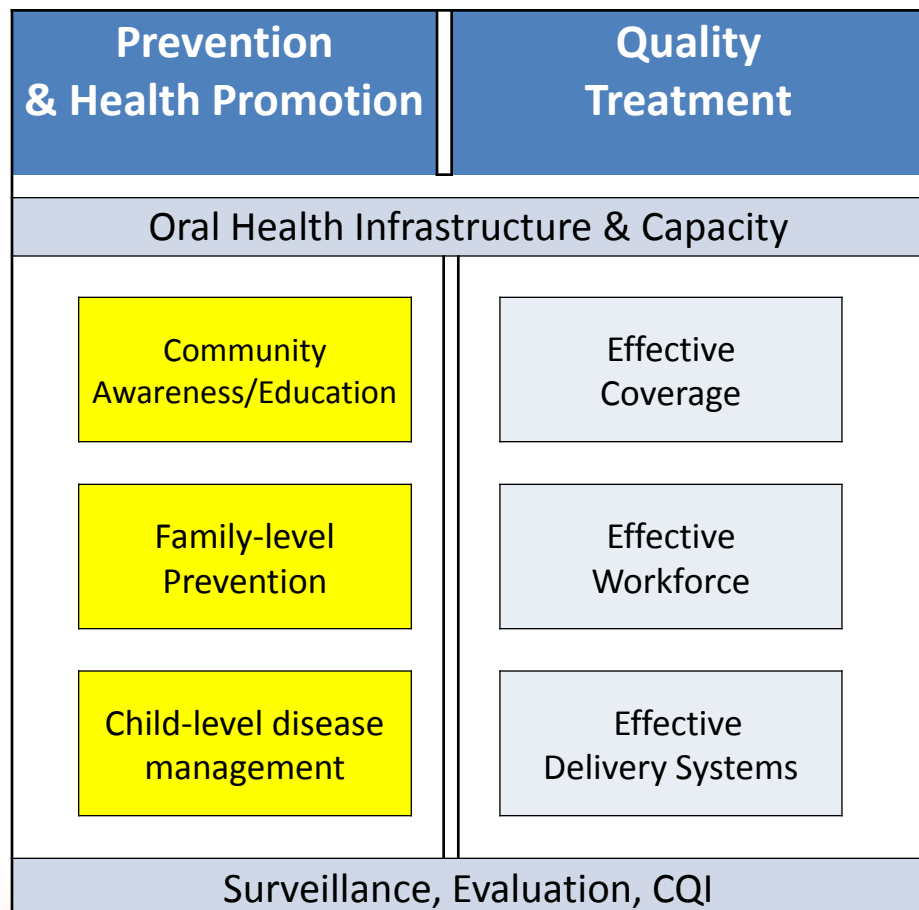 Prevention
& Health Promotion
Quality
Treatment
Oral Health Infrastructure & Capacity
Community
Awareness/Education
Effective
Coverage
Family-level
Prevention
Effective
Workforce
Child-level disease
management
Effective
Delivery Systems
Surveillance, Evaluation, CQI